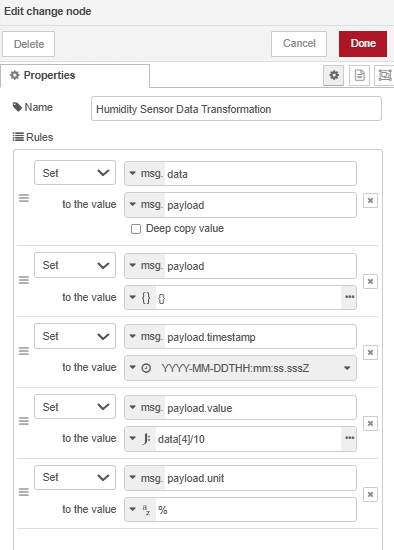 Edit change node
Delete
Cancel
Done
Properties
Name
Humidity Sensor Data Transformation
Rules
Set
msg. data
to the value
msg. payload
Deep copy value
Set
msg. payload
to the value
{} {}
Set
msg. payload.timestamp
to the value
YYYY-MM-DDTHH:mm:ss.sssZ
Set
msg. payload.value
to the value
J: data[4]/10
Set
msg. payload.unit
to the value
az %